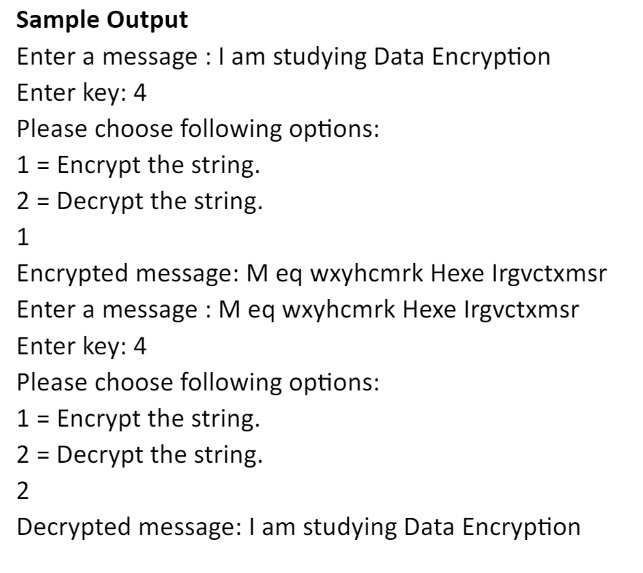 Sample Output
Enter a message : I am studying Data Encryption
Enter key: 4
Please choose following options:
1 = Encrypt the string.
2 = Decrypt the string.
1
Encrypted message: M eq wxyhcmrk Hexe Irgvctxmsr
Enter a message : M eq wxyhcmrk Hexe Irgvctxmsr
Enter key: 4
Please choose following options:
1 = Encrypt the string.
2 = Decrypt the string.
2
Decrypted message: I am studying Data Encryption